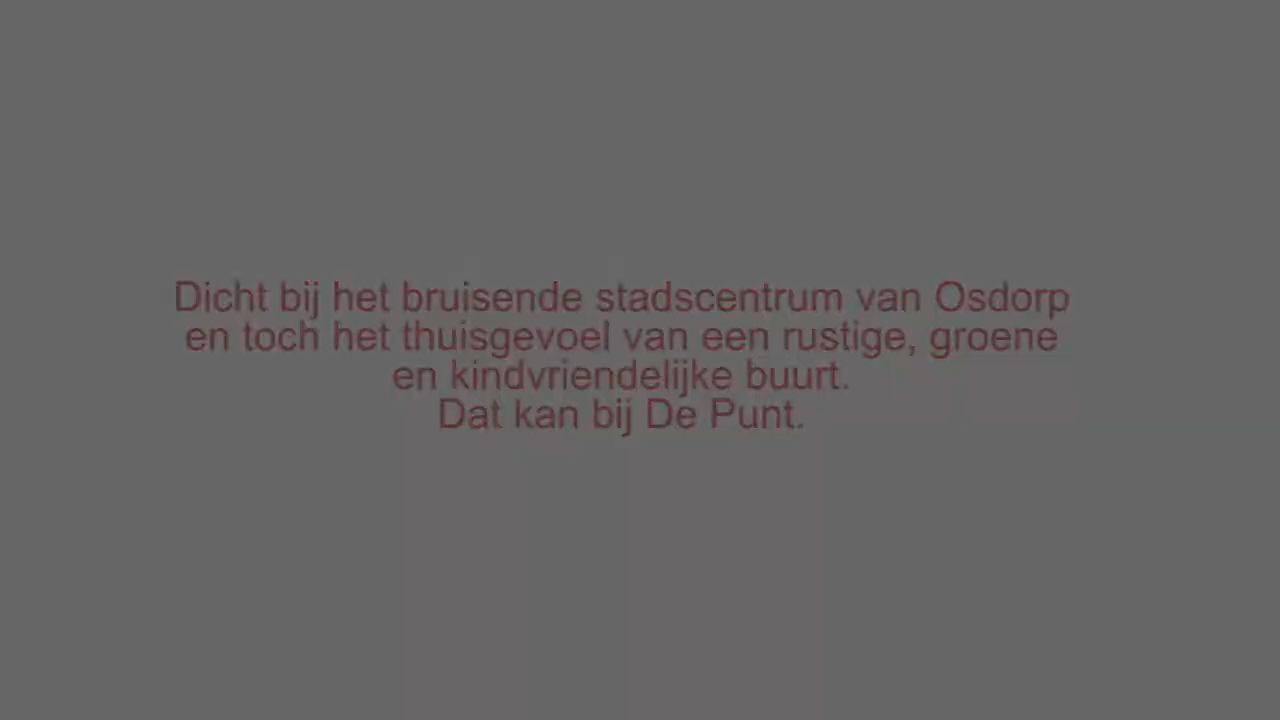 Dicht bij het bruisende stadscentrum van Osdorp
en toch het thuisgevoel van een rustige, groene
en kindvriendelijke buurt.
Dat kan bij De Punt.